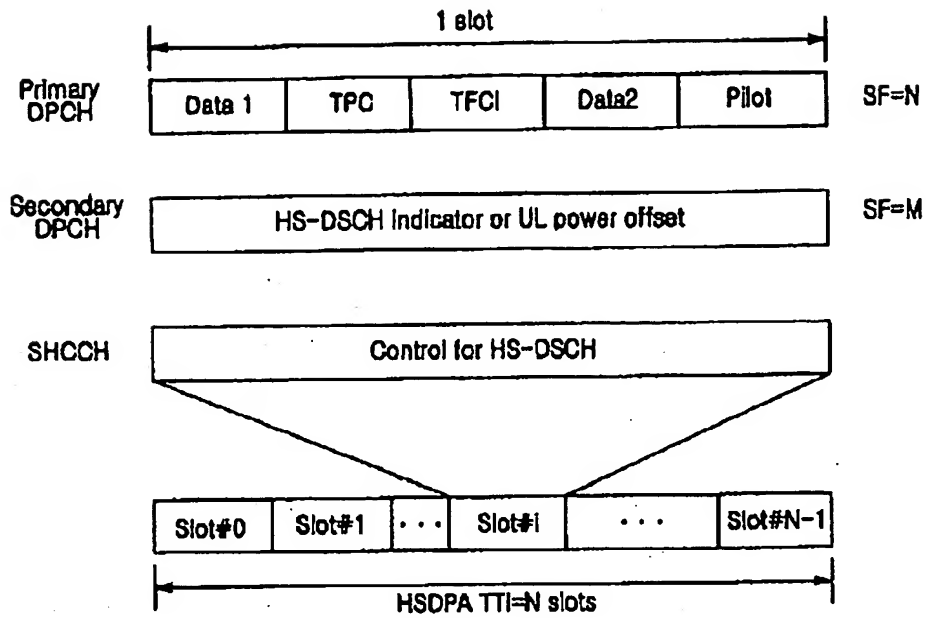 1 slot
Primary DPCH
Data 1 TPC TFCI Data2 Pilot
SF=N
Secondary DPCH
HS-DSCH indicator or UL power offset
SF=M
SHCCH
Control for HS-DSCH
Slot#0 Slot#1 ... Slot#i ... Slot#N-1
HSDPA TTI=N slots